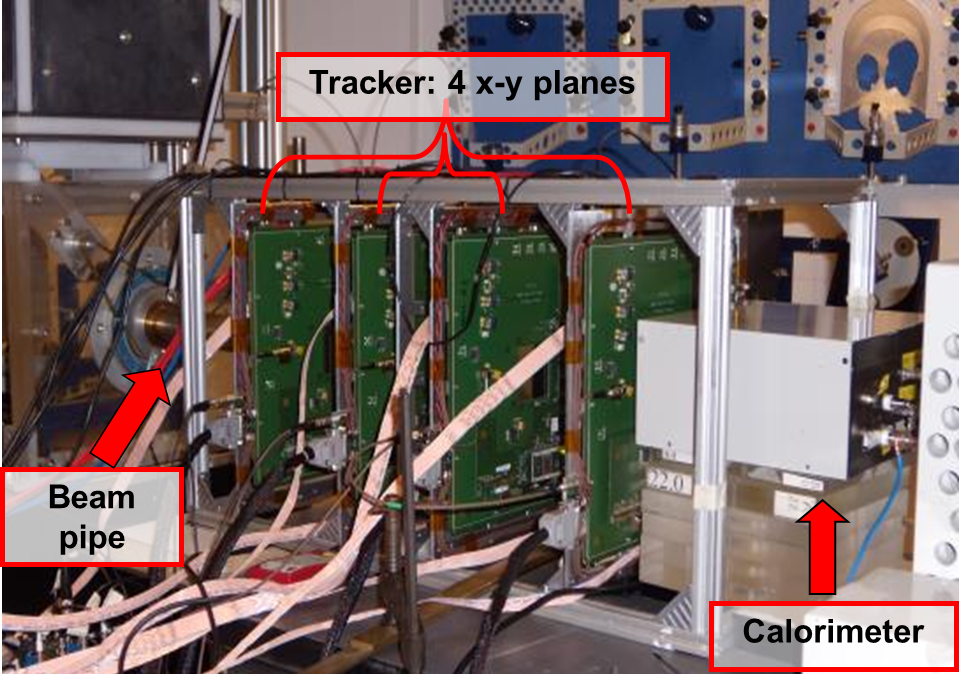 Tracker: 4 x-y planes
Beam
pipe
22.0
Calorimeter